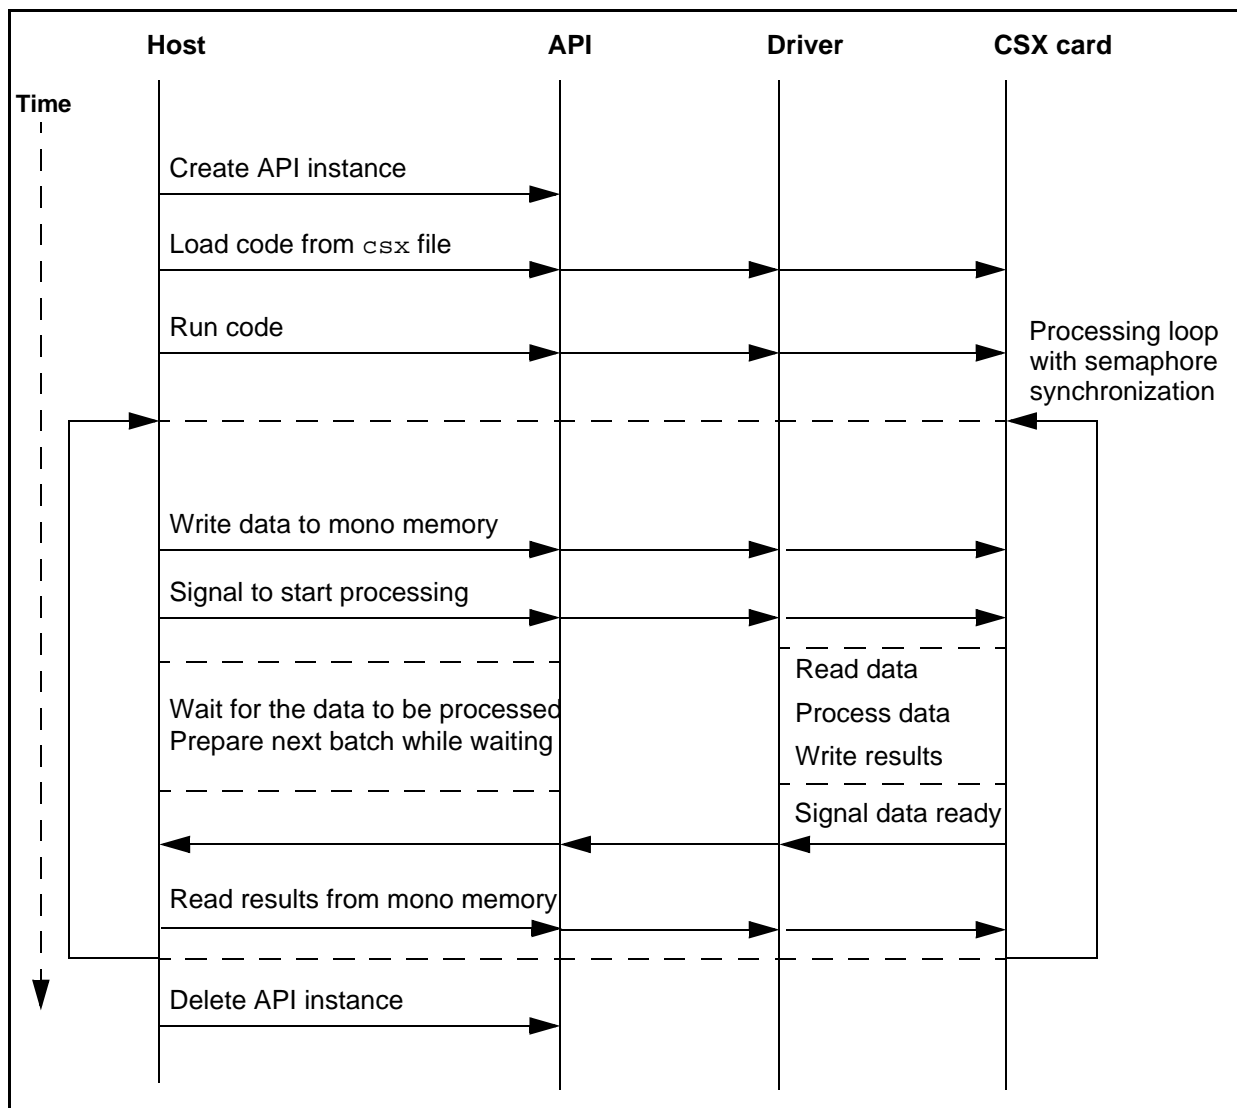 Host API Driver CSX card
Time
Create API instance
Load code from csx file
Run code
Processing loop
with semaphore
synchronization
Write data to mono memory
Signal to start processing
Read data
Wait for the data to be processed
Process data
Prepare next batch while waiting
Write results
Signal data ready
Read results from mono memory
Delete API instance